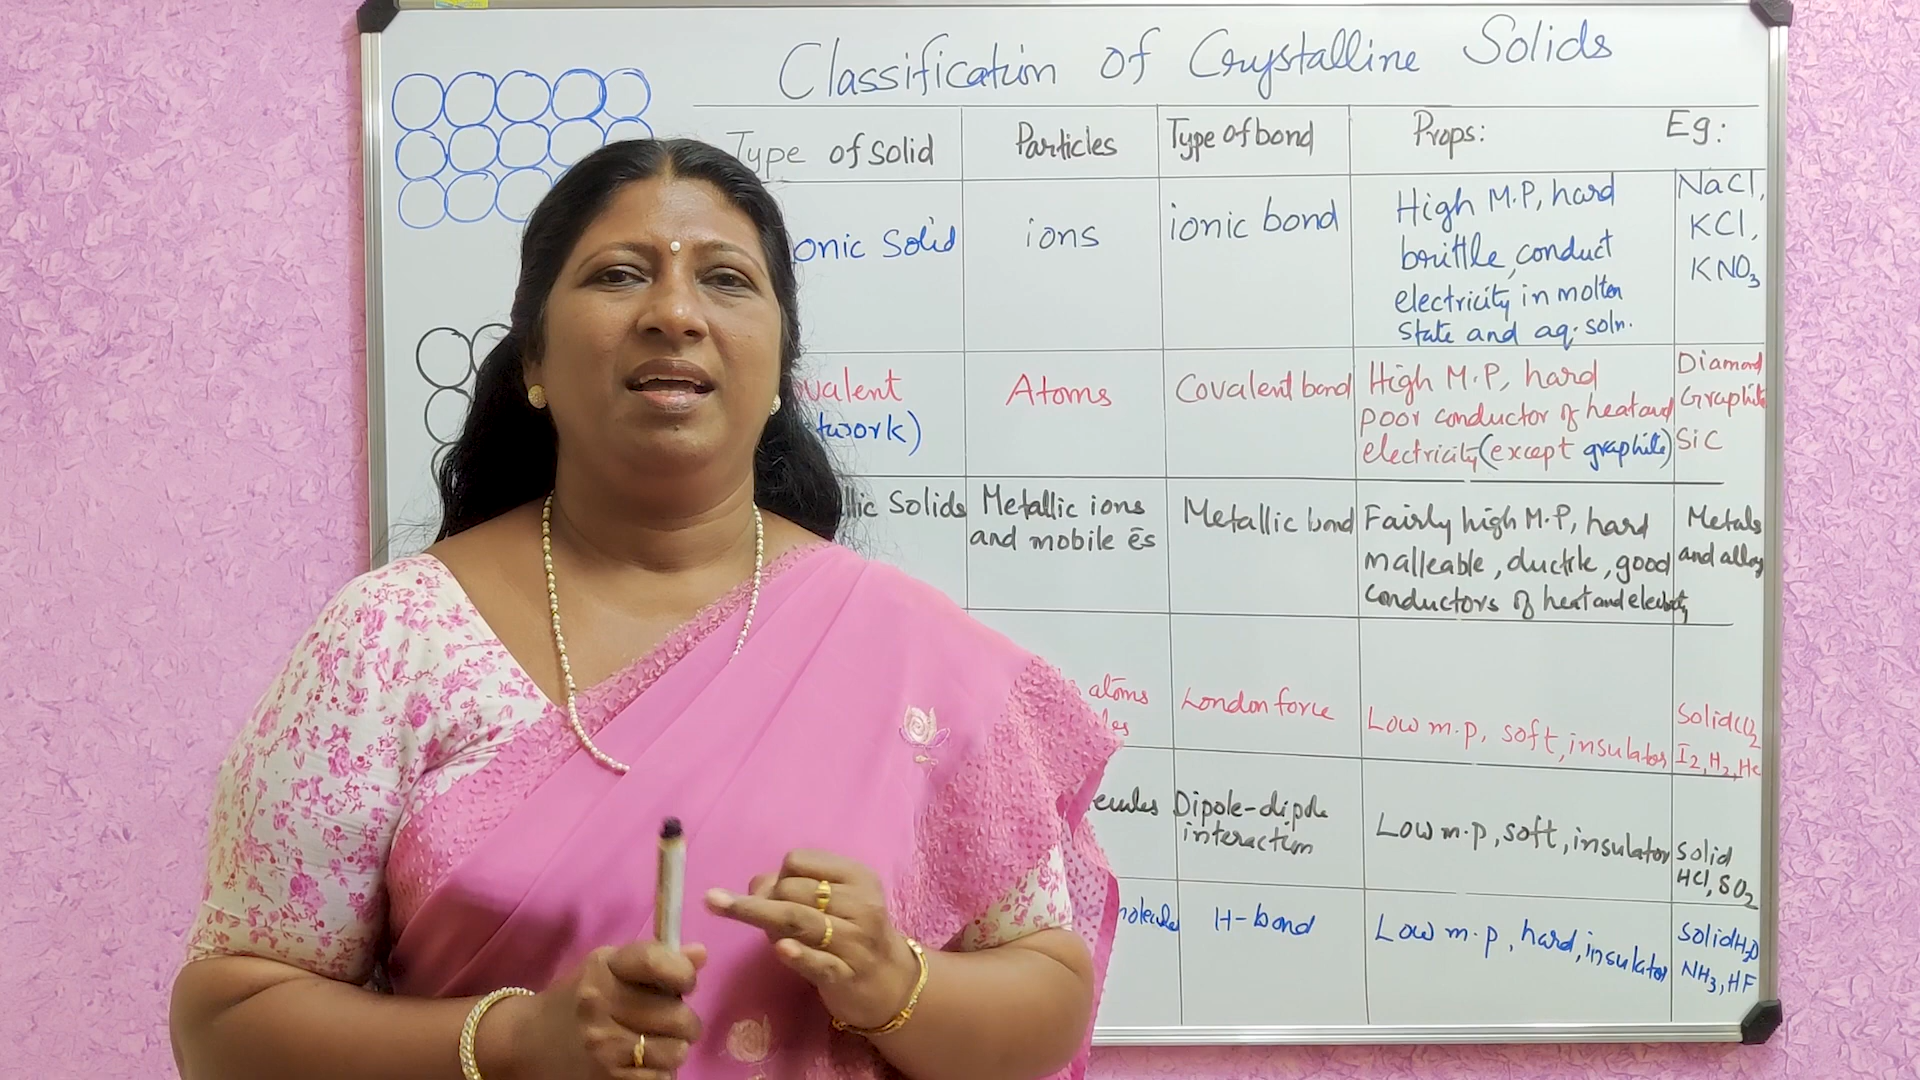 Classification of Crystalline Solids
Type of solid Particles Type of bond Props: Eg:
onic Solid
ions
ionic bond
High M.P, hard
brittle, conduct
electricity in molten
State and aq. soln.
NaCl,
KCl,
KNO3
ovalent
twork)
Atoms
Covalent bond
High M.P, hard
poor conductor of heat and
electricity (except graphite)
Diamond
Graphite
SiC
llic Solids
Metallic ions
and mobile ēs
Metallic bond
Fairly high M.P, hard
malleable, ductile, good
conductors of heat and electricity
Metals
and alloy
atoms
les
London force
Low m.p, soft, insulator
Solid CO2
I2, H2, He
ecules
Dipole-dipole
interaction
Low m.p, soft, insulator
Solid
HCl, SO2
molecules
H-bond
Low m.p, hard, insulator
Solid H2O
NH3, HF